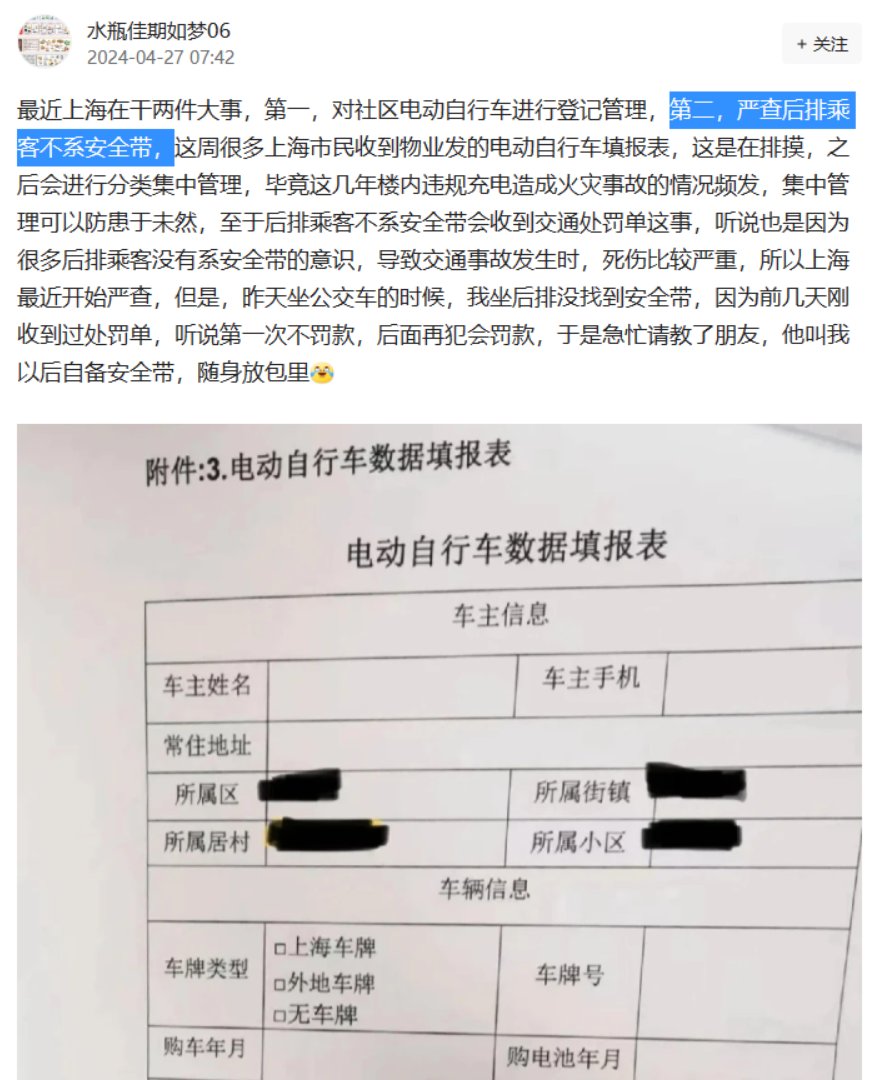 水瓶佳期如梦06
2024-04-27 07:42
+ 关注
最近上海在干两件大事，第一，对社区电动自行车进行登记管理，第二，严查后排乘
客不系安全带，这周很多上海市民收到物业发的电动自行车填报表，这是在排摸，之
后会进行分类集中管理，毕竟这几年楼内违规充电造成火灾事故的情况频发，集中管
理可以防患于未然，至于后排乘客不系安全带会收到交通处罚单这事，听说也是因为
很多后排乘客没有系安全带的意识，导致交通事故发生时，死伤比较严重，所以上海
最近开始严查，但是，昨天坐公交车的时候，我坐后排没找到安全带，因为前几天刚
收到过处罚单，听说第一次不罚款，后面再犯会罚款，于是急忙请教了朋友，他叫我
以后自备安全带，随身放包里😂
附件:3.电动自行车数据填报表
电动自行车数据填报表
车主信息
车主姓名 车主手机
常住地址
所属区 所属街镇
所属居村 所属小区
车辆信息
车牌类型 □上海车牌 □外地车牌 □无车牌 车牌号
购车年月 购电池年月